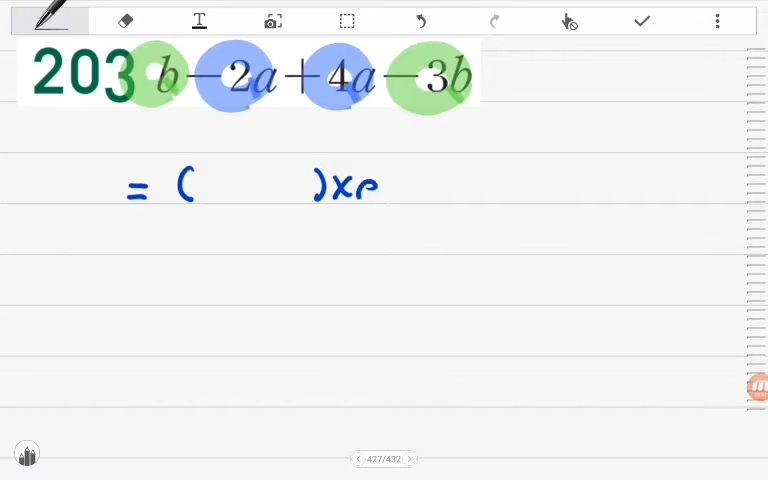 203 b−2a+4a−3b
= (        )×
427/432